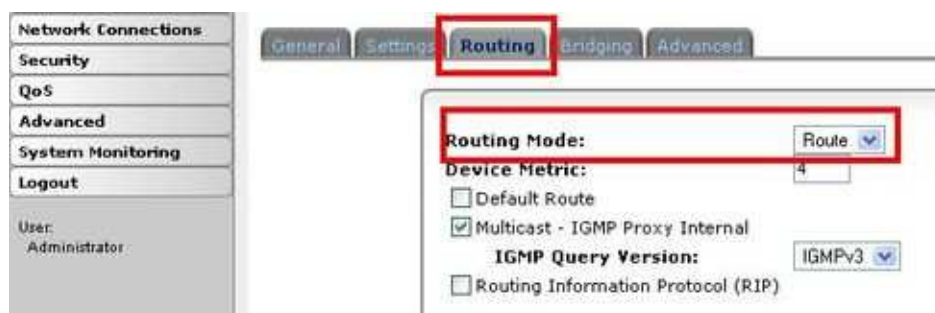 Network Connections
Security
QoS
Advanced
System Monitoring
Logout
User:
Administrator
General Settings Routing Bridging Advanced
Routing Mode: Route
Device Metric: 4
Default Route
Multicast - IGMP Proxy Internal
IGMP Query Version: IGMPv3
Routing Information Protocol (RIP)